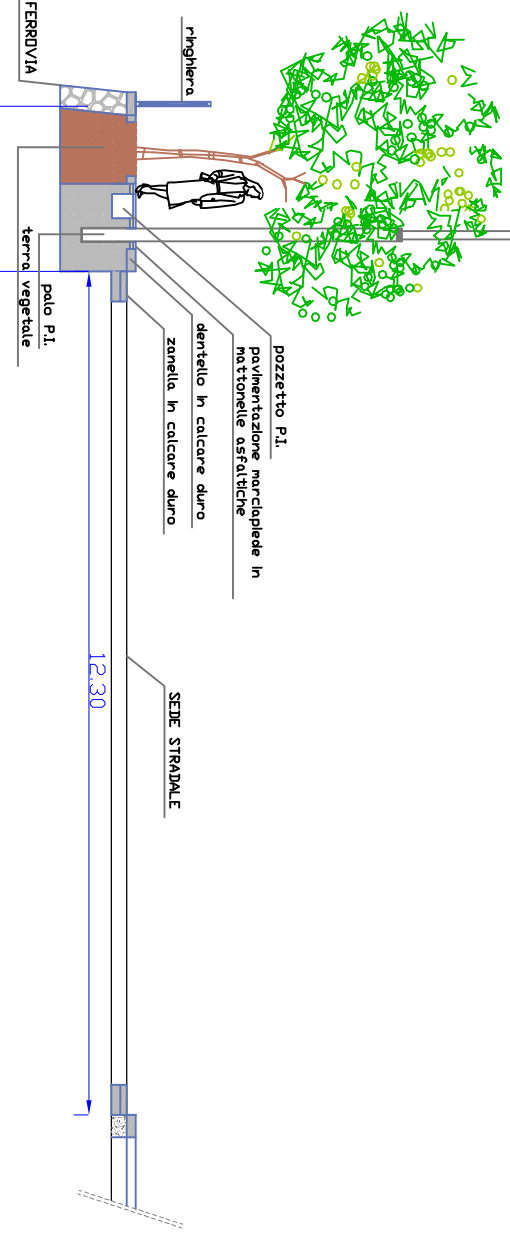 FERROVIA
ringhiera
terra vegetale
palo P.I.
zanella in calcare duro
dentello in calcare duro
pavimentazione marciapiede in
mattonelle asfaltiche
pozzetto P.I.
SEDE STRADALE
12.30